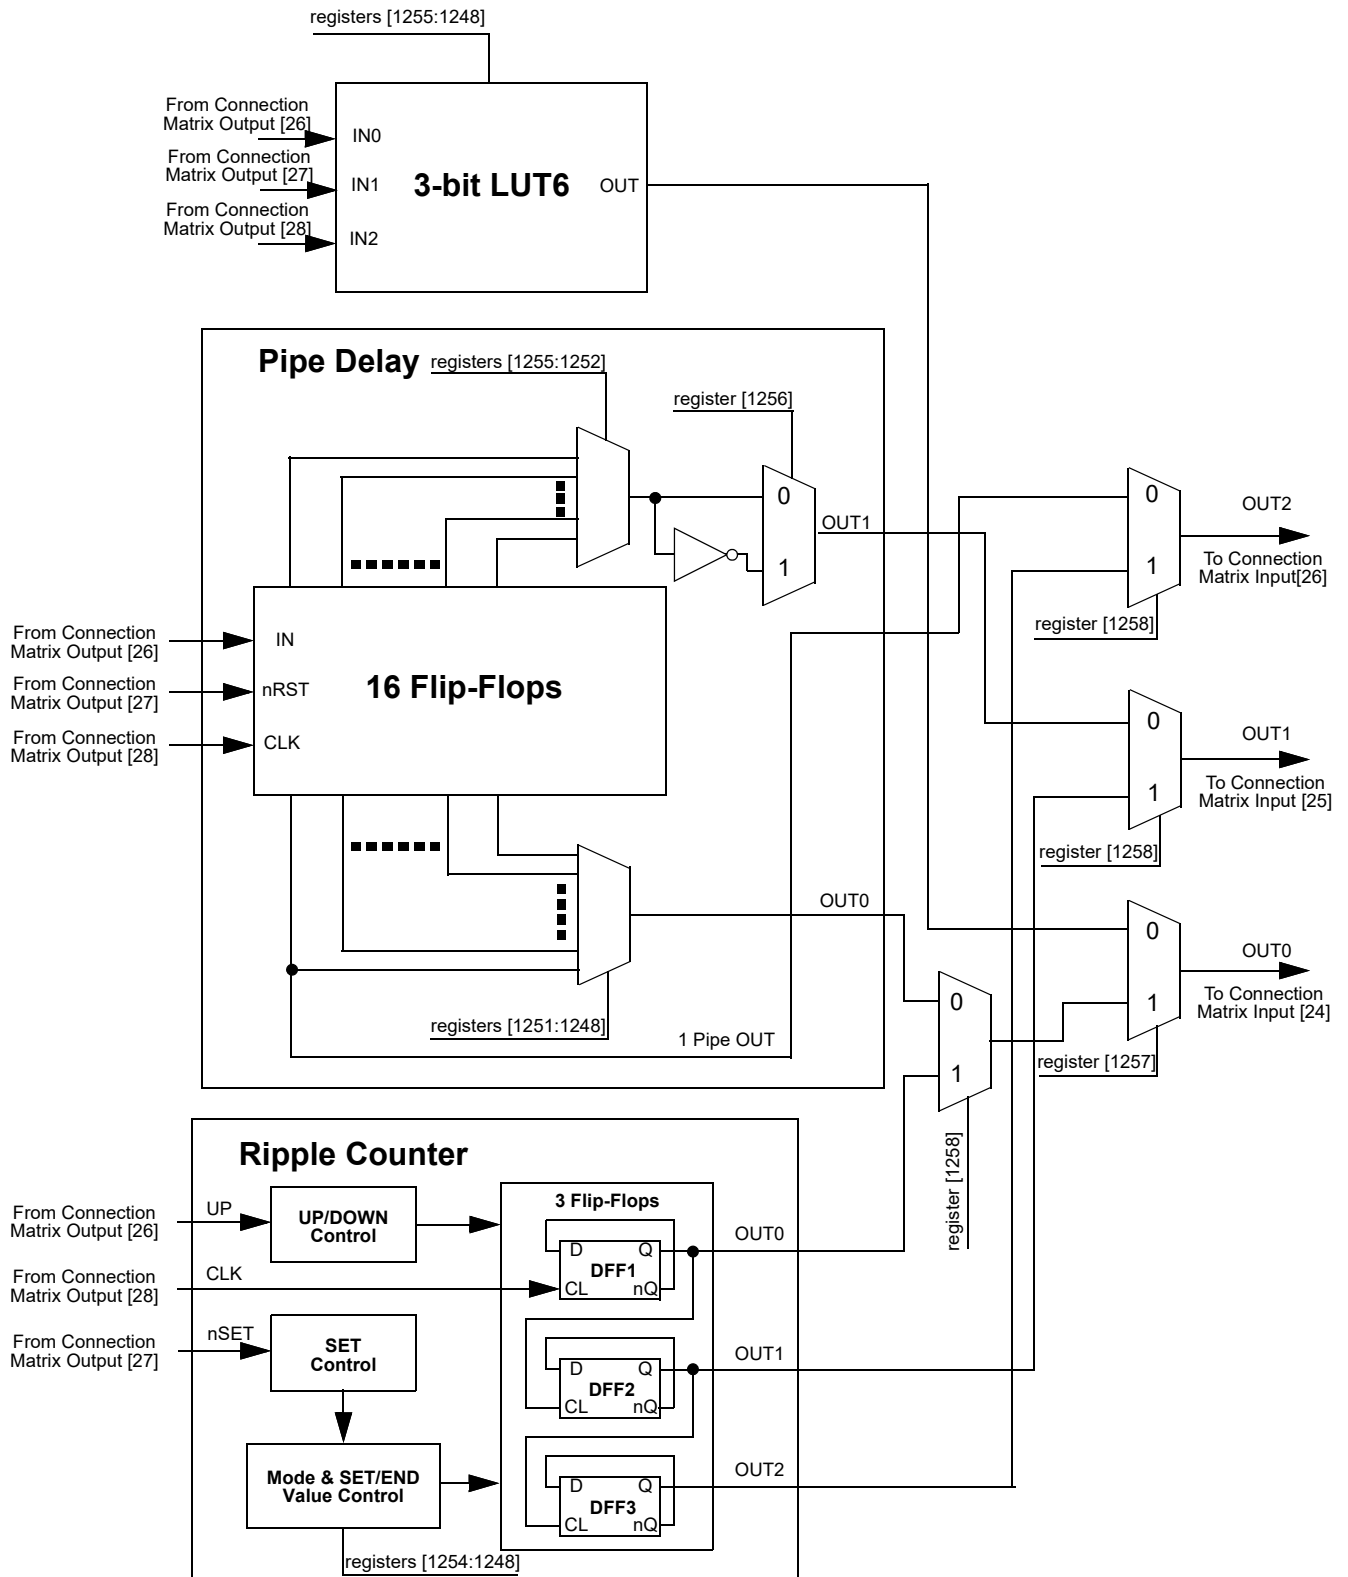 registers [1255:1248]
From Connection
Matrix Output [26]
IN0
From Connection
Matrix Output [27]
IN1
3-bit LUT6
OUT
From Connection
Matrix Output [28]
IN2
Pipe Delay
registers [1255:1252]
register [1256]
0
1
OUT1
0
1
OUT2
To Connection
Matrix Input[26]
register [1258]
From Connection
Matrix Output [26]
IN
From Connection
Matrix Output [27]
nRST
16 Flip-Flops
From Connection
Matrix Output [28]
CLK
0
1
OUT1
To Connection
Matrix Input [25]
register [1258]
OUT0
registers [1251:1248]
1 Pipe OUT
0
1
OUT0
To Connection
Matrix Input [24]
register [1257]
0
1
register [1258]
Ripple Counter
From Connection
Matrix Output [26]
UP
UP/DOWN
Control
3 Flip-Flops
D
Q
DFF1
CL
nQ
OUT0
From Connection
Matrix Output [28]
CLK
From Connection
Matrix Output [27]
nSET
SET
Control
D
Q
DFF2
CL
nQ
OUT1
Mode & SET/END
Value Control
D
Q
DFF3
CL
nQ
OUT2
registers [1254:1248]